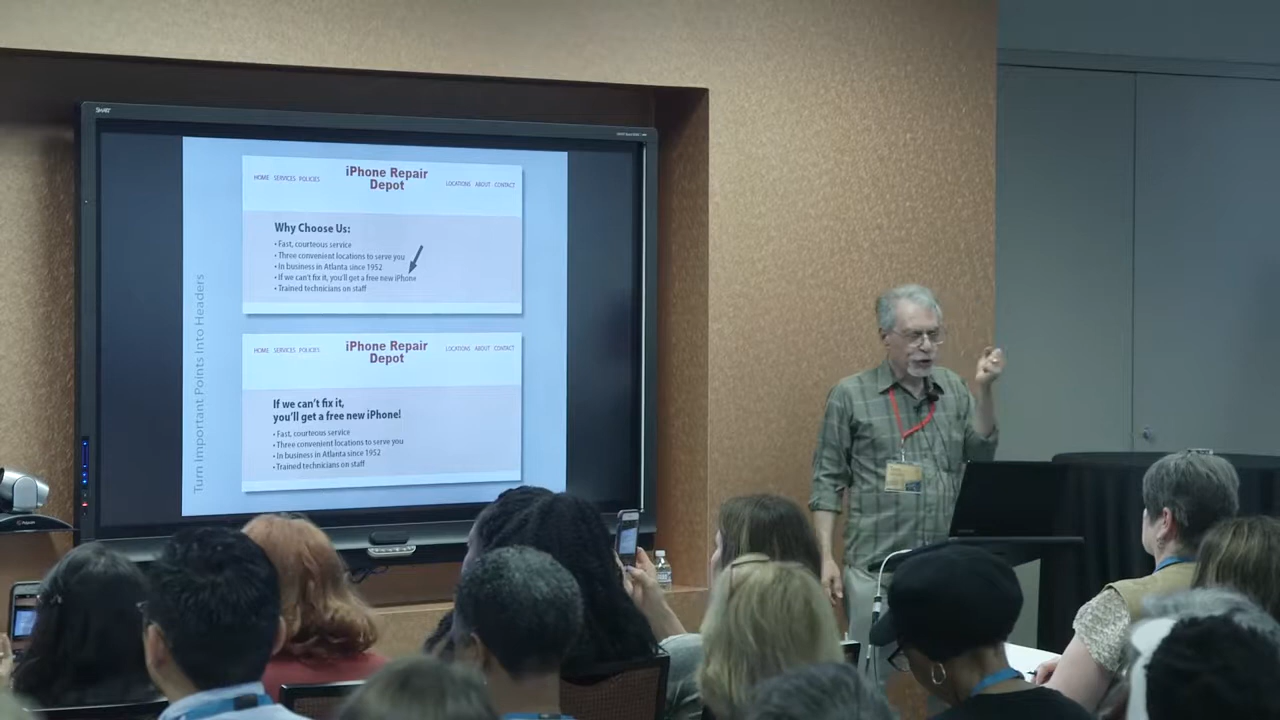 SMART
Turn Important Points Into Headers
HOME SERVICES POLICIES
iPhone Repair
Depot
LOCATIONS ABOUT CONTACT
Why Choose Us:
• Fast, courteous service
• Three convenient locations to serve you
• In business in Atlanta since 1952
• If we can't fix it, you'll get a free new iPhone
• Trained technicians on staff
HOME SERVICES POLICIES
iPhone Repair
Depot
LOCATIONS ABOUT CONTACT
If we can't fix it,
you'll get a free new iPhone!
• Fast, courteous service
• Three convenient locations to serve you
• In business in Atlanta since 1952
• Trained technicians on staff